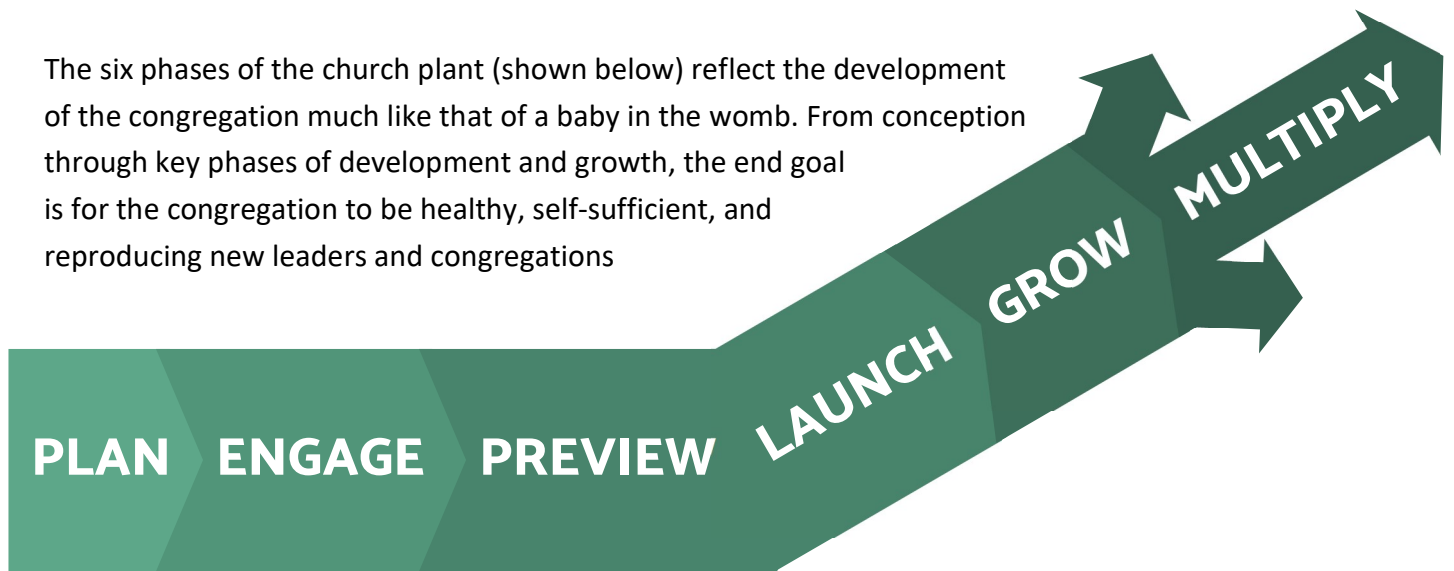 The six phases of the church plant (shown below) reflect the development
of the congregation much like that of a baby in the womb. From conception
through key phases of development and growth, the end goal
is for the congregation to be healthy, self-sufficient, and
reproducing new leaders and congregations
PLAN
ENGAGE
PREVIEW
LAUNCH
GROW
MULTIPLY